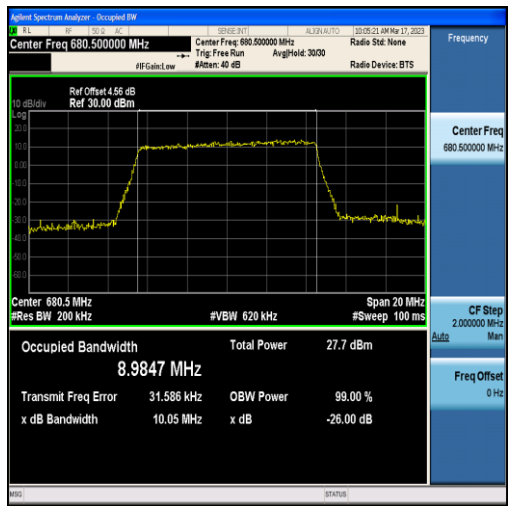 Agilent Spectrum Analyzer - Occupied BW
RL RF 50 Ω AC SENSE:INT ALIGN AUTO 10:05:21 AM Mar 17, 2023
Center Freq 680.500000 MHz
Center Freq: 680.500000 MHz
Radio Std: None
Trig: Free Run Avg|Hold: 30/30
#IFGain:Low #Atten: 40 dB Radio Device: BTS
Ref Offset 4.56 dB
10 dB/div Ref 30.00 dBm
Log
20.0
10.0
0.00
-10.0
-20.0
-30.0
-40.0
-50.0
-60.0
Center 680.5 MHz Span 20 MHz
#Res BW 200 kHz #VBW 620 kHz #Sweep 100 ms
Occupied Bandwidth Total Power 27.7 dBm
8.9847 MHz
Transmit Freq Error 31.586 kHz OBW Power 99.00 %
x dB Bandwidth 10.05 MHz x dB -26.00 dB
MSG STATUS
Frequency
Center Freq
680.500000 MHz
CF Step
2.000000 MHz
Auto Man
Freq Offset
0 Hz